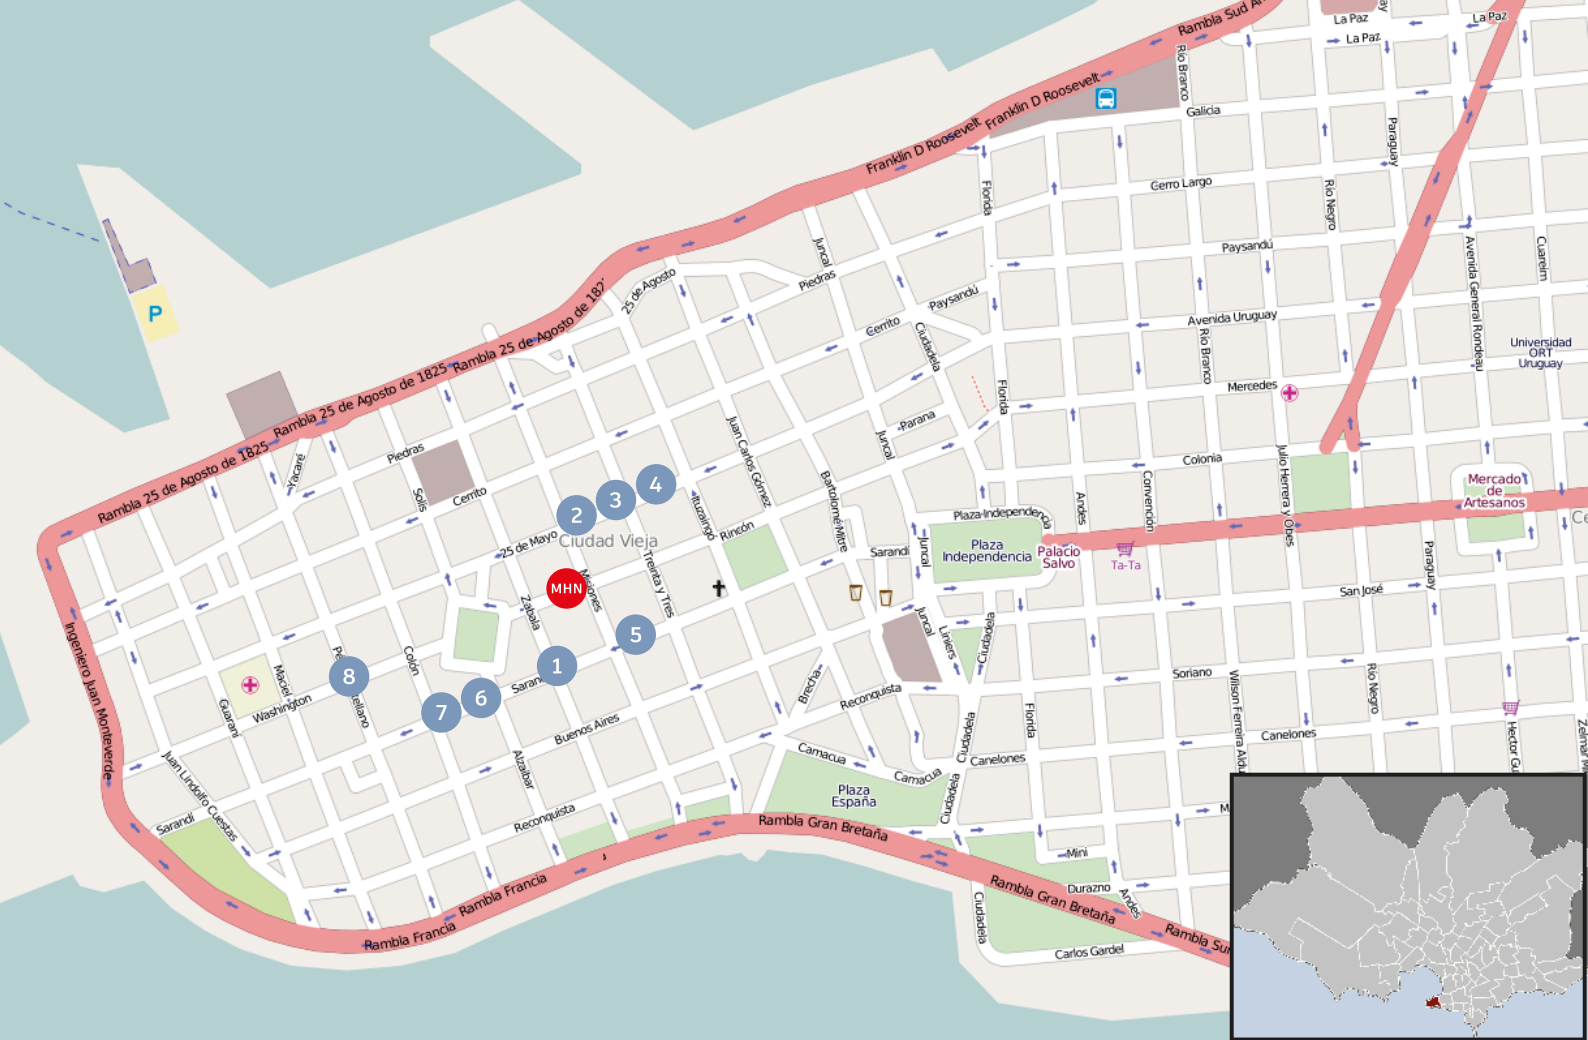 Rambla Sud
La Paz
La Paz
La Paz
Río Branco
Franklin D Roosevelt
Franklin D Roosevelt
Galicia
Paraguay
Cerro Largo
Florida
Río Negro
Juncal
Paysandú
Avenida General Rondeau
Cuareim
P
25 de Agosto
Piedras
Paysandú
Cerrito
Avenida Uruguay
Ciudadela
Río Branco
Universidad
ORT
Uruguay
Rambla 25 de Agosto de 182
Rambla 25 de Agosto de 1825
Rambla 25 de Agosto de 1825
Rambla 25 de Agosto de 1825
Mercedes
Florida
Parana
Juan Carlos Gómez
Juncal
Piedras
Yacaré
Solís
Cerrito
Colonia
Julio Herrera y Obes
Convención
Andes
Mercado
de
Artesanos
Bartolomé Mitre
4
3
2
Ituzaingó
Rincón
25 de Mayo
Ciudad Vieja
Plaza Independencia
Plaza
Independencia
Palacio
Salvo
Ta-Ta
Sarandí
Juncal
Paraguay
Treinta y Tres
MHN
Misiones
Zabala
5
San José
Juncal
Liniers
Ciudadela
Ingeniero Juan Monteverde
Colón
1
8
Maciel
Washington
Guaraní
6
7
Soriano
Río Negro
Wilson Ferreira
Brecha
Reconquista
Florida
Buenos Aires
Ciudadela
Canelones
Canelones
Hector
Juan Lindolfo Cuestas
Alzaibar
Camacua
Camacua
Plaza
España
Ciudadela
Sarandí
Reconquista
Rambla Gran Bretaña
Mini
Durazno
Andes
Rambla Gran Bretaña
Rambla Francia
Rambla Francia
Ciudadela
Carlos Gardel
Rambla Sur